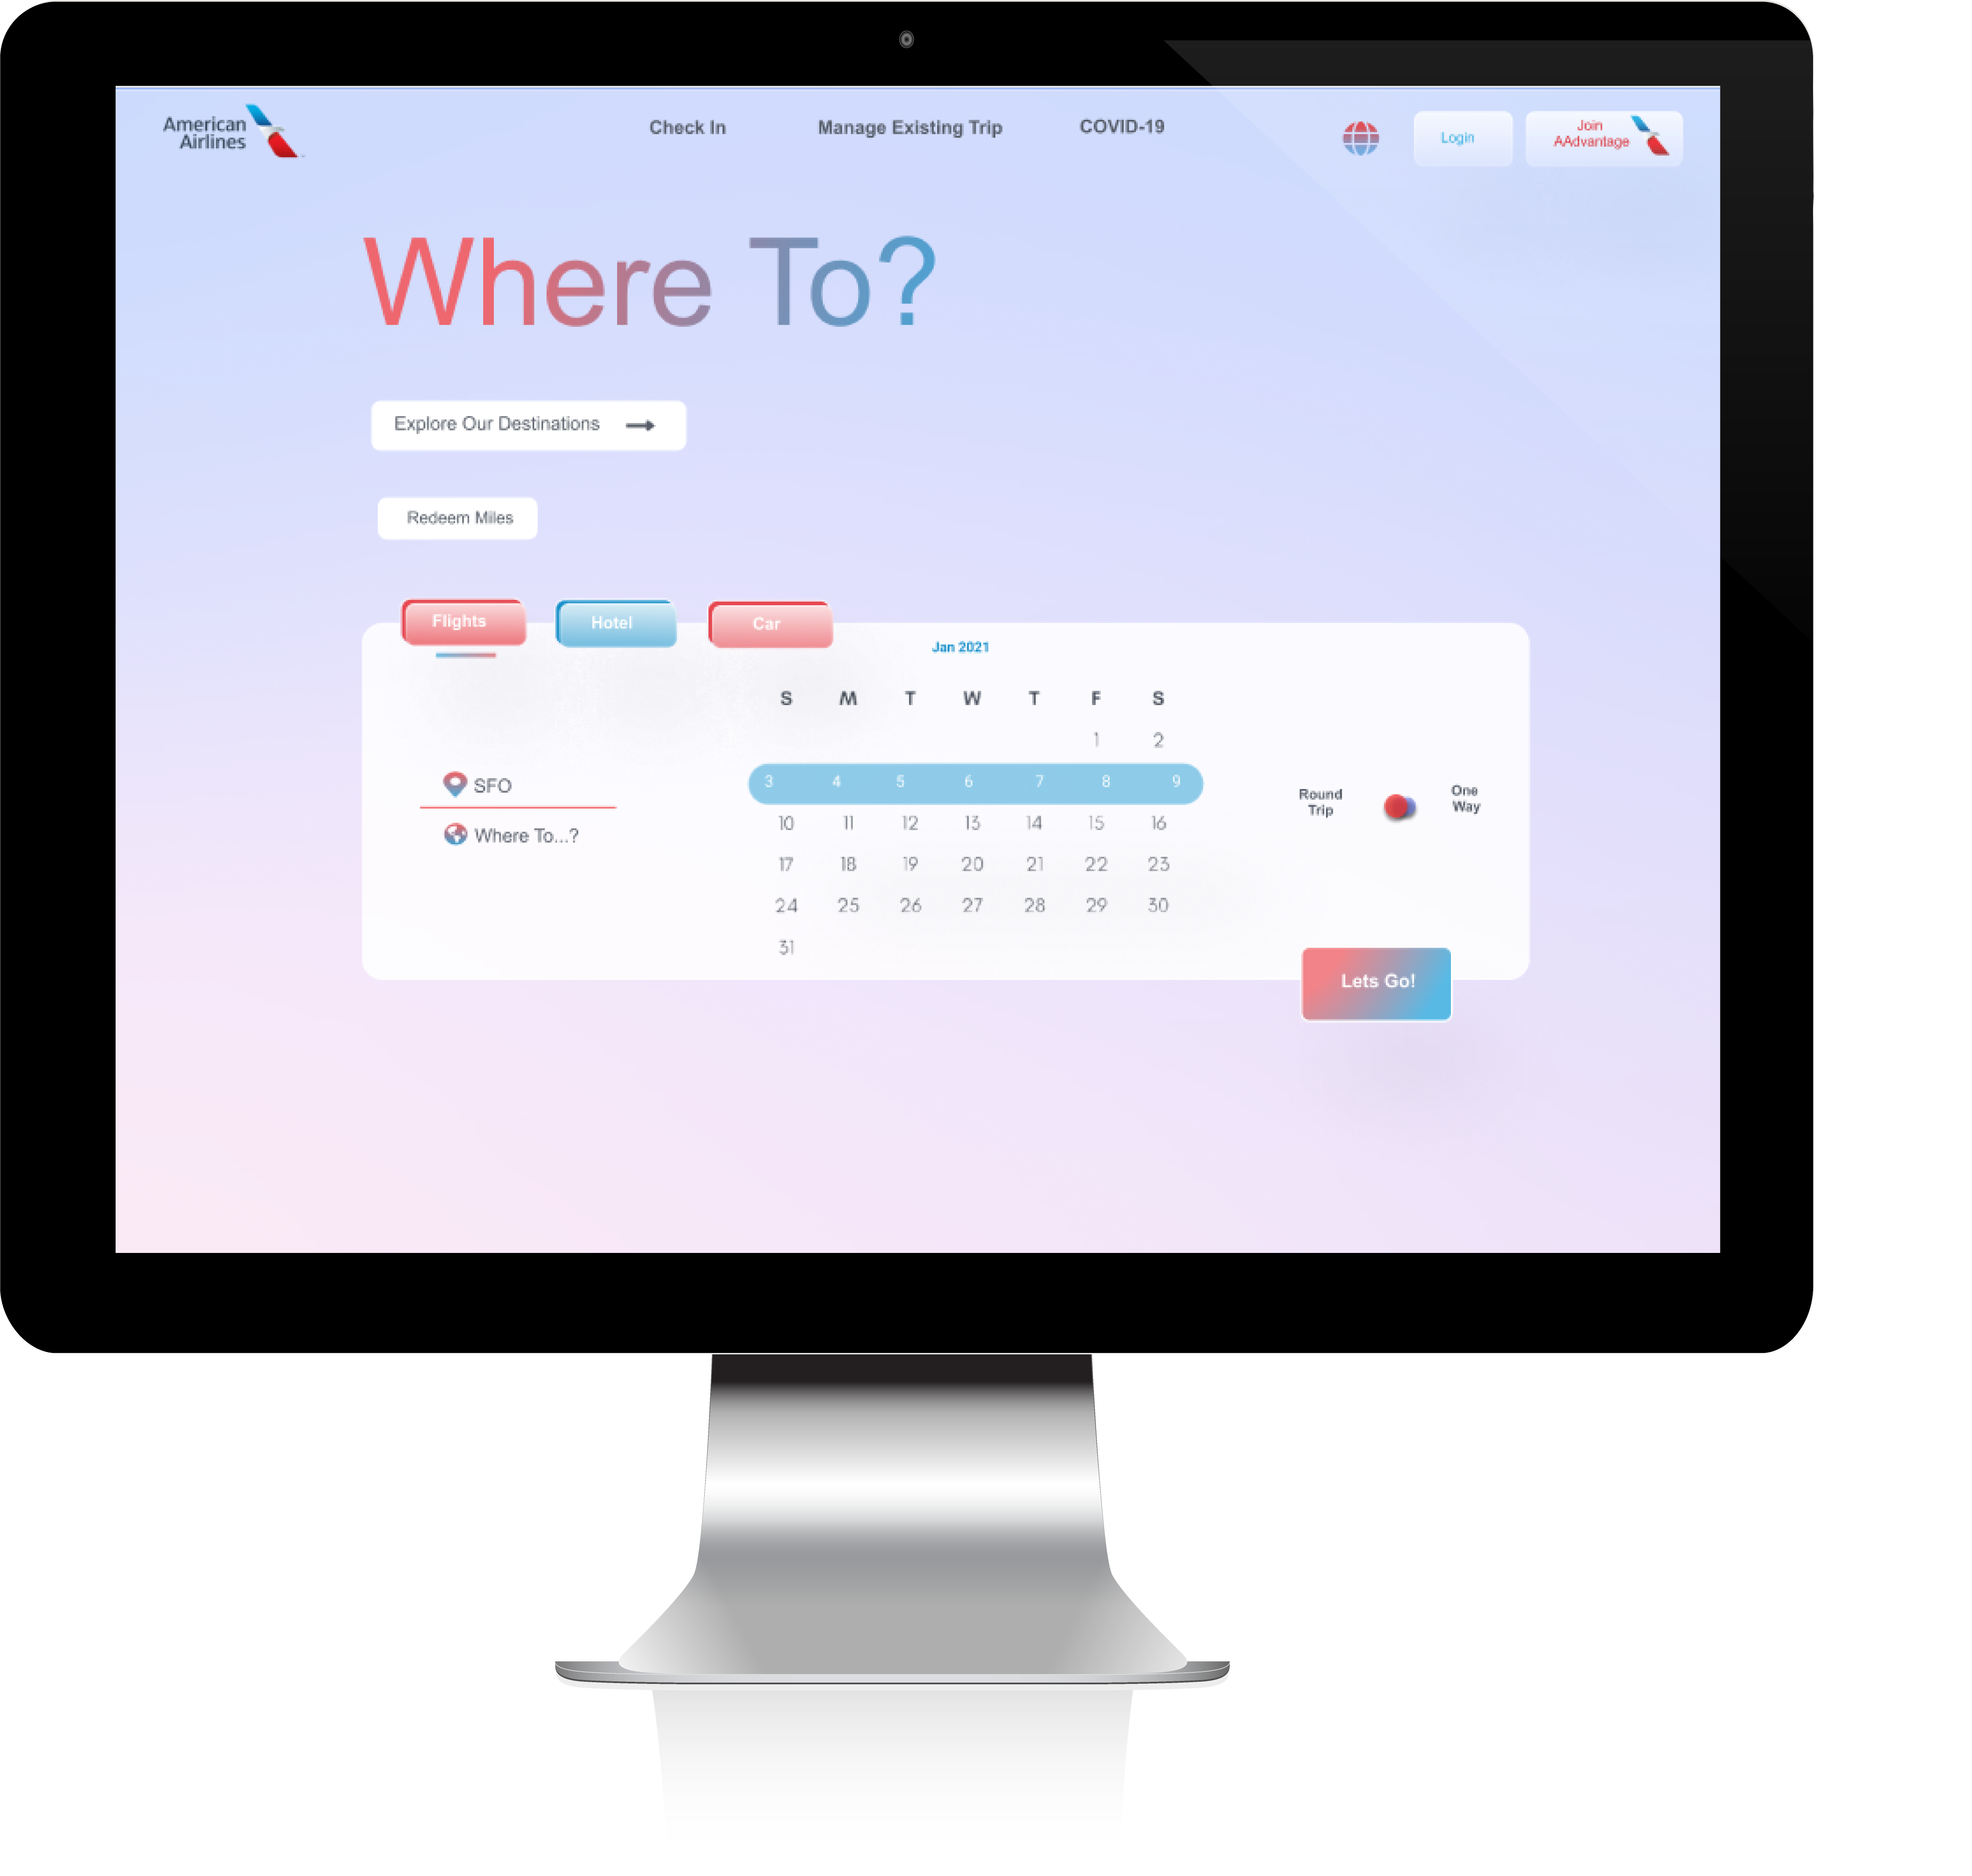 American
Airlines
Check In
Manage Existing Trip
COVID-19
Login
Join
AAdvantage
Where To?
Explore Our Destinations
Redeem Miles
Flights
Hotel
Car
Jan 2021
S M T W T F S
1 2
3 4 5 6 7 8 9
10 11 12 13 14 15 16
17 18 19 20 21 22 23
24 25 26 27 28 29 30
31
SFO
Where To...?
Round
Trip
One
Way
Lets Go!